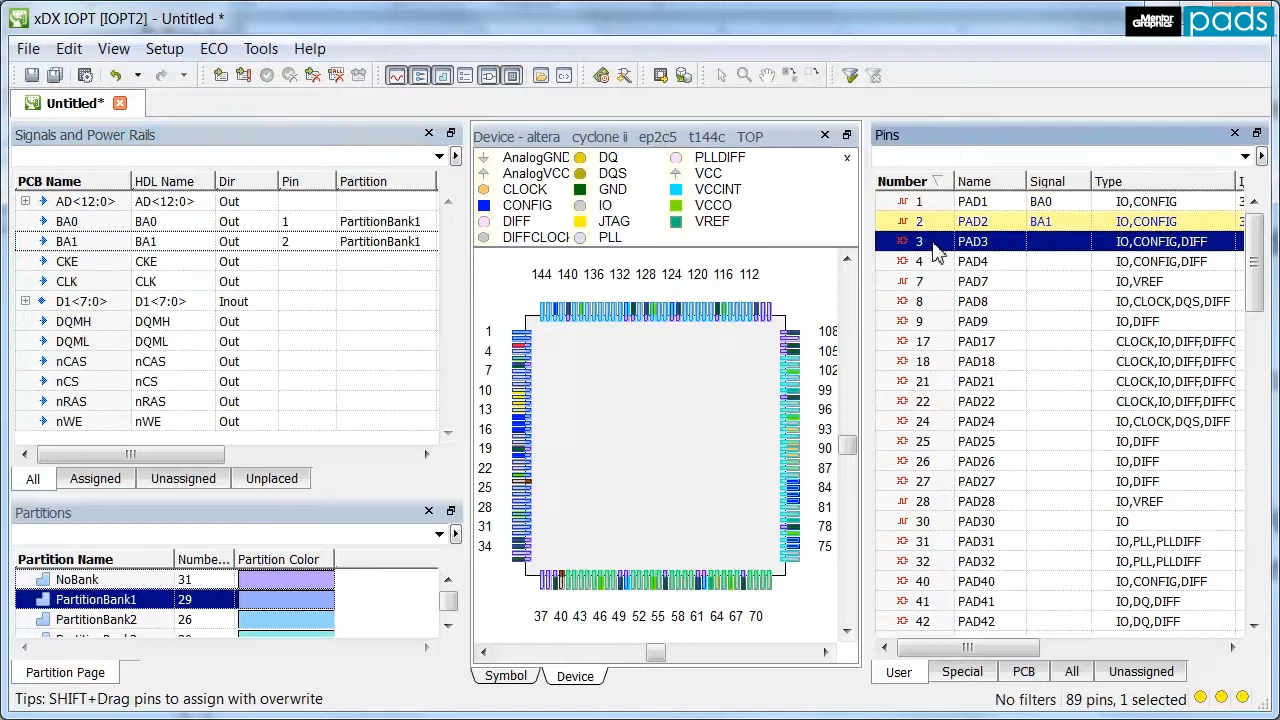 xDX IOPT [IOPT2] - Untitled *
Mentor Graphics
pads
File Edit View Setup ECO Tools Help
Untitled*
Signals and Power Rails
PCB Name HDL Name Dir Pin Partition
AD<12:0> AD<12:0> Out
BA0 BA0 Out 1 PartitionBank1
BA1 BA1 Out 2 PartitionBank1
CKE CKE Out
CLK CLK Out
D1<7:0> D1<7:0> Inout
DQMH DQMH Out
DQML DQML Out
nCAS nCAS Out
nCS nCS Out
nRAS nRAS Out
nWE nWE Out
All Assigned Unassigned Unplaced
Partitions
Partition Name Numbe... Partition Color
NoBank 31
PartitionBank1 29
PartitionBank2 26
Partition Page
Device - altera cyclone ii ep2c5 t144c TOP
AnalogGND DQ PLLDIFF
AnalogVCC DQS VCC
CLOCK GND VCCINT
CONFIG IO VCCO
DIFF JTAG VREF
DIFFCLOCK PLL
144 140 136 132 128 124 120 116 112
1 108
4 105
7 102
10 99
13 96
16 93
19 90
22 87
25 84
28 81
31 78
34 75
37 40 43 46 49 52 55 58 61 64 67 70
Symbol Device
Pins
Number Name Signal Type I
1 PAD1 BA0 IO,CONFIG 3
2 PAD2 BA1 IO,CONFIG 3
3 PAD3 IO,CONFIG,DIFF
4 PAD4 IO,CONFIG,DIFF
7 PAD7 IO,VREF
8 PAD8 IO,CLOCK,DQS,DIFF
9 PAD9 IO,DIFF
17 PAD17 CLOCK,IO,DIFF,DIFFC
18 PAD18 CLOCK,IO,DIFF,DIFFC
21 PAD21 CLOCK,IO,DIFF,DIFFC
22 PAD22 CLOCK,IO,DIFF,DIFFC
24 PAD24 IO,CLOCK,DQS,DIFF
25 PAD25 IO,DIFF
26 PAD26 IO,DIFF
27 PAD27 IO,DIFF
28 PAD28 IO,VREF
30 PAD30 IO
31 PAD31 IO,PLL,PLLDIFF
32 PAD32 IO,PLL,PLLDIFF
40 PAD40 IO,CONFIG,DIFF
41 PAD41 IO,DQ,DIFF
42 PAD42 IO,DQ,DIFF
User Special PCB All Unassigned
Tips: SHIFT+Drag pins to assign with overwrite
No filters 89 pins, 1 selected